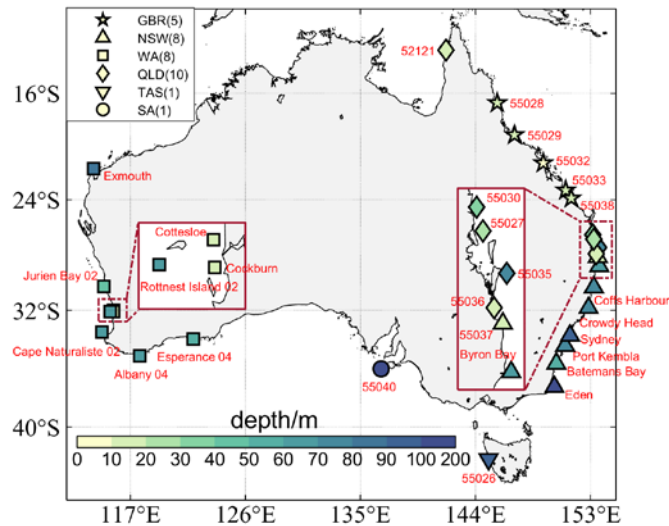 GBR(5)
NSW(8)
WA(8)
QLD(10)
TAS(1)
SA(1)
52121
16°S
55028
55029
55032
Exmouth
55033
24°S
55038
55030
Cottesloe
55027
Cockburn
55035
Jurien Bay 02
Rottnest Island 02
32°S
55036
Coffs Harbour
55037
Crowdy Head
Cape Naturaliste 02
Sydney
Esperance 04
Byron Bay
Port Kembla
Albany 04
Batemans Bay
55040
Eden
40°S
depth/m
0 10 20 30 40 50 60 70 80 90 100 200
55026
117°E 126°E 135°E 144°E 153°E